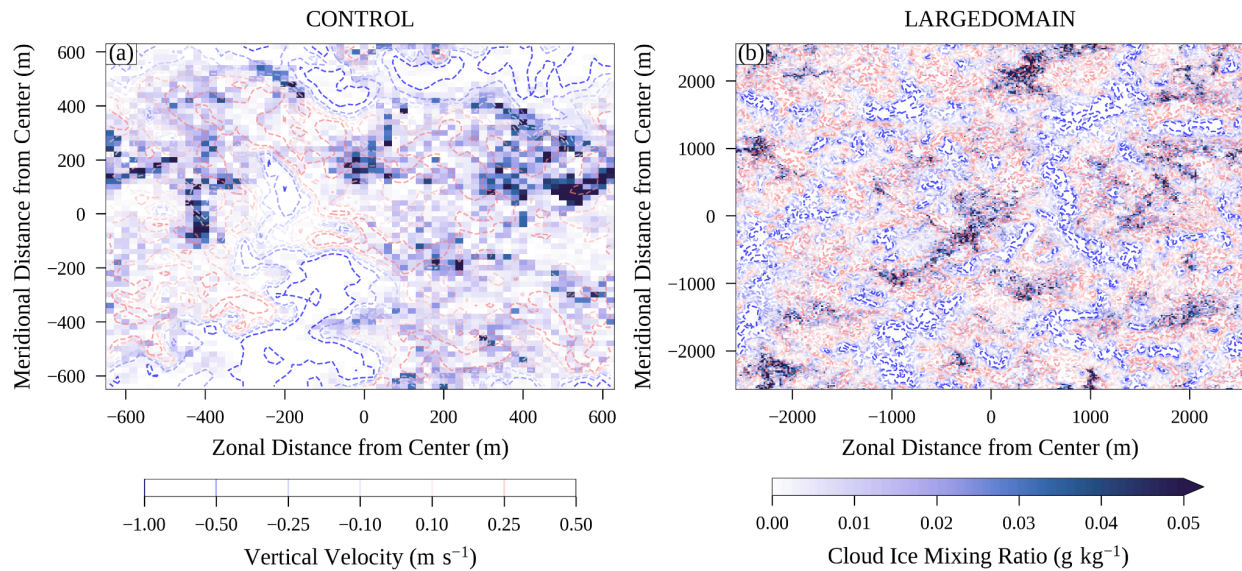 CONTROL
(a)
Meridional Distance from Center (m)
600
400
200
0
−200
−400
−600
−600 −400 −200 0 200 400 600
Zonal Distance from Center (m)
−1.00 −0.50 −0.25 −0.10 0.10 0.25 0.50
Vertical Velocity (m s⁻¹)
LARGEDOMAIN
(b)
Meridional Distance from Center (m)
2000
1000
0
−1000
−2000
−2000 −1000 0 1000 2000
Zonal Distance from Center (m)
0.00 0.01 0.02 0.03 0.04 0.05
Cloud Ice Mixing Ratio (g kg⁻¹)